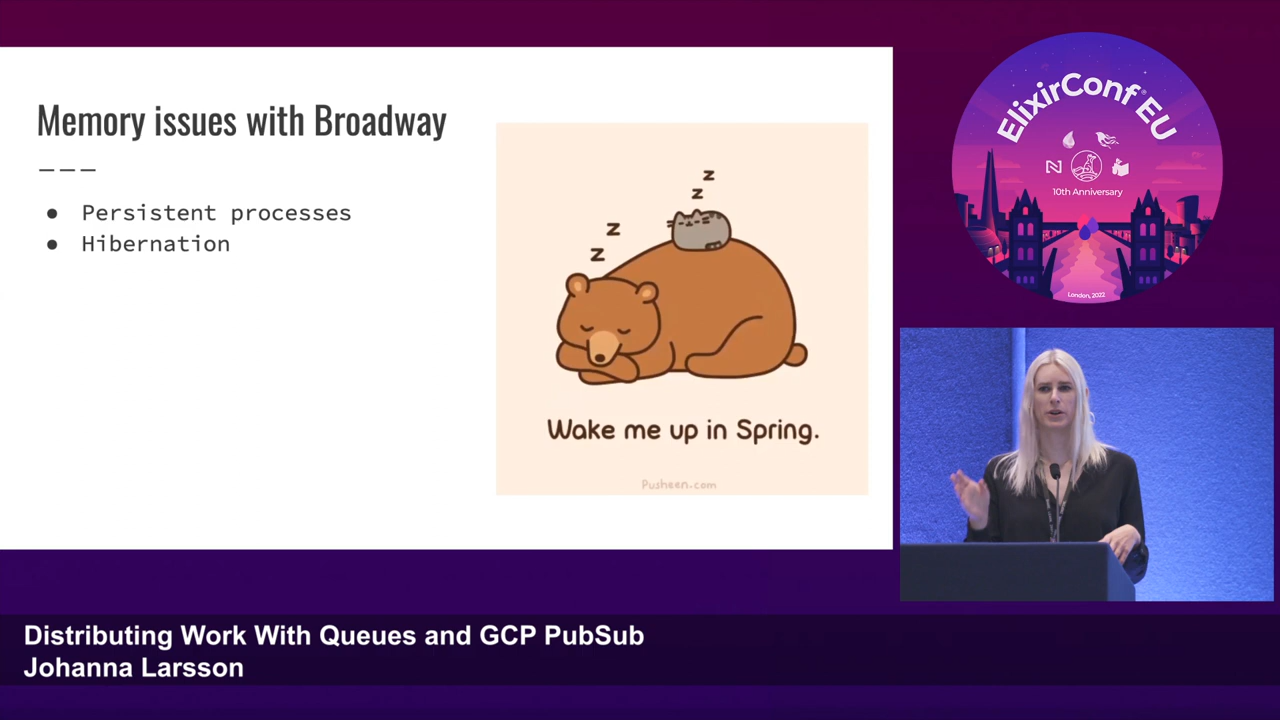 Memory issues with Broadway
Persistent processes
Hibernation
z
z
z
z
Wake me up in Spring.
Pusheen.com
ElixirConf® EU
N
10th Anniversary
London, 2022
Distributing Work With Queues and GCP PubSub
Johanna Larsson